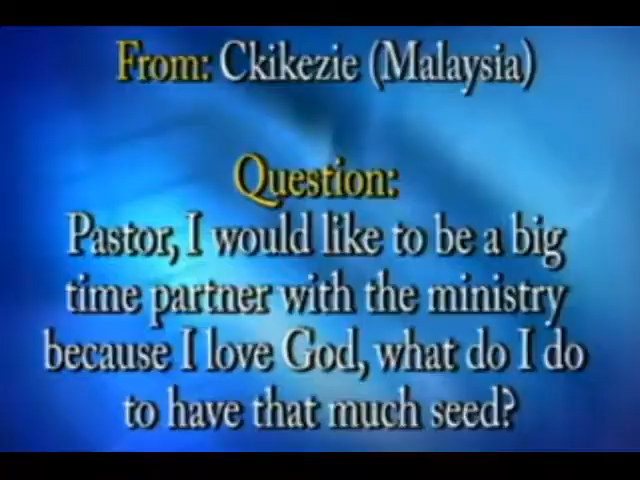 From: Ckikezie (Malaysia)
Question:
Pastor, I would like to be a big
time partner with the ministry
because I love God, what do I do
to have that much seed?